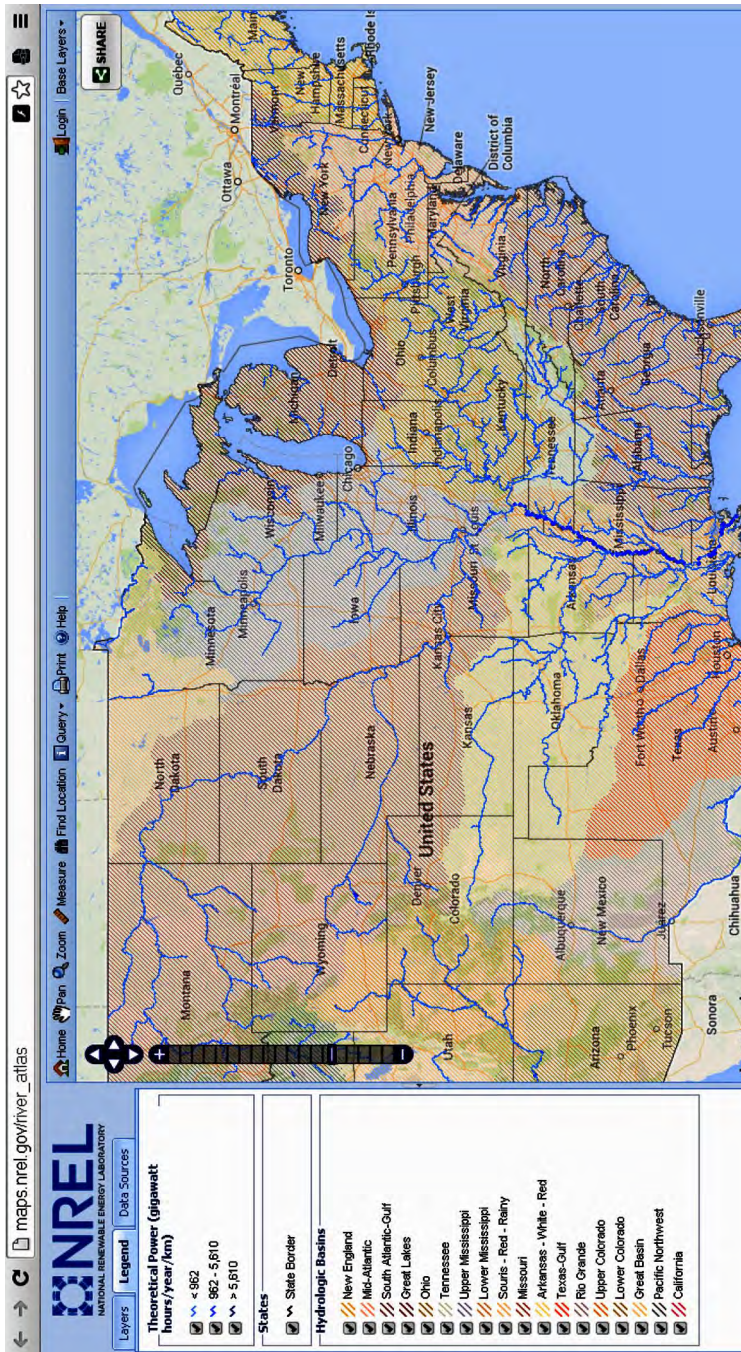 maps.nrel.gov/river_atlas
NREL
NATIONAL RENEWABLE ENERGY LABORATORY
Layers
Legend
Data Sources
Theoretical Power (gigawatt
hours/year/km)
< 962
962 - 5,610
> 5,610
States
State Border
Hydrologic Basins
New England
Mid-Atlantic
South Atlantic-Gulf
Great Lakes
Ohio
Tennessee
Upper Mississippi
Lower Mississippi
Souris - Red - Rainy
Missouri
Arkansas - White - Red
Texas-Gulf
Rio Grande
Upper Colorado
Lower Colorado
Great Basin
Pacific Northwest
California
Home Pan Zoom Measure Find Location Query Print Help Login Base Layers
SHARE
Québec
Montréal
Ottawa
Toronto
Main
Vermont
New
Hampshire
Massachusetts
Rhode Is
Connecticut
New York
New York
New Jersey
Pennsylvania
Philadelphia
Pittsburgh
Maryland
Delaware
District of
Columbia
West
Virginia
Virginia
Ohio
Columbus
Michigan
Detroit
Indiana
Indianapolis
Kentucky
Tennessee
North
Carolina
Charlotte
South
Carolina
Atlanta
Georgia
Alabama
Jacksonville
Mississippi
Louisiana
Wisconsin
Milwaukee
Chicago
Illinois
St Louis
Missouri
Arkansas
Minnesota
Minneapolis
Iowa
Kansas City
North
Dakota
South
Dakota
Nebraska
United States
Kansas
Oklahoma
Fort Worth
Dallas
Texas
Austin
Houston
Montana
Wyoming
Denver
Colorado
Utah
Albuquerque
New Mexico
Arizona
Phoenix
Tucson
Juárez
Sonora
Chihuahua